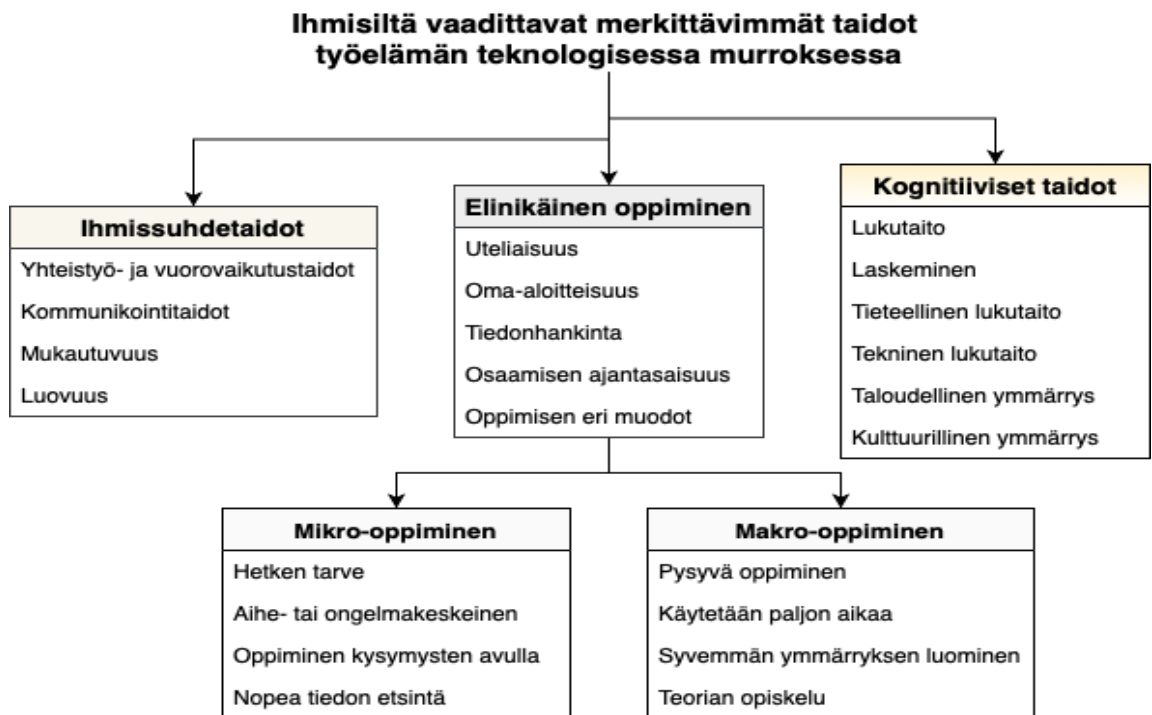 Ihmisiltä vaadittavat merkittävimmät taidot
työelämän teknologisessa murroksessa
Ihmissuhdetaidot
Yhteistyö- ja vuorovaikutustaidot
Kommunikointitaidot
Mukautuvuus
Luovuus
Elinikäinen oppiminen
Uteliaisuus
Oma-aloitteisuus
Tiedonhankinta
Osaamisen ajantasaisuus
Oppimisen eri muodot
Kognitiiviset taidot
Lukutaito
Laskeminen
Tieteellinen lukutaito
Tekninen lukutaito
Taloudellinen ymmärrys
Kulttuurillinen ymmärrys
Mikro-oppiminen
Hetken tarve
Aihe- tai ongelmakeskeinen
Oppiminen kysymysten avulla
Nopea tiedon etsintä
Makro-oppiminen
Pysyvä oppiminen
Käytetään paljon aikaa
Syvemmän ymmärryksen luominen
Teorian opiskelu